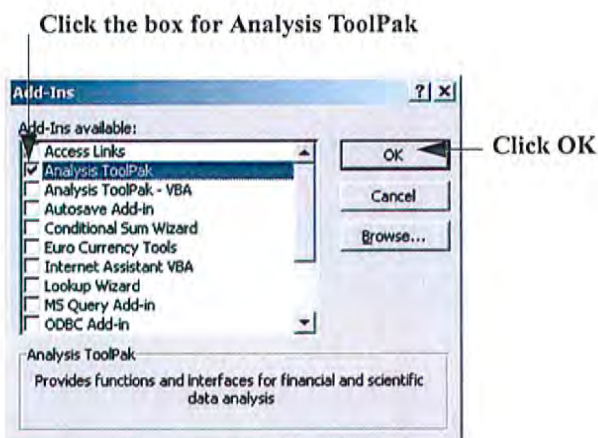 Click the box for Analysis ToolPak
Add-Ins
? x
Add-Ins available:
Access Links
Analysis ToolPak
Analysis ToolPak - VBA
Autosave Add-in
Conditional Sum Wizard
Euro Currency Tools
Internet Assistant VBA
Lookup Wizard
MS Query Add-in
ODBC Add-in
OK
Click OK
Cancel
Browse...
Analysis ToolPak
Provides functions and interfaces for financial and scientific
data analysis